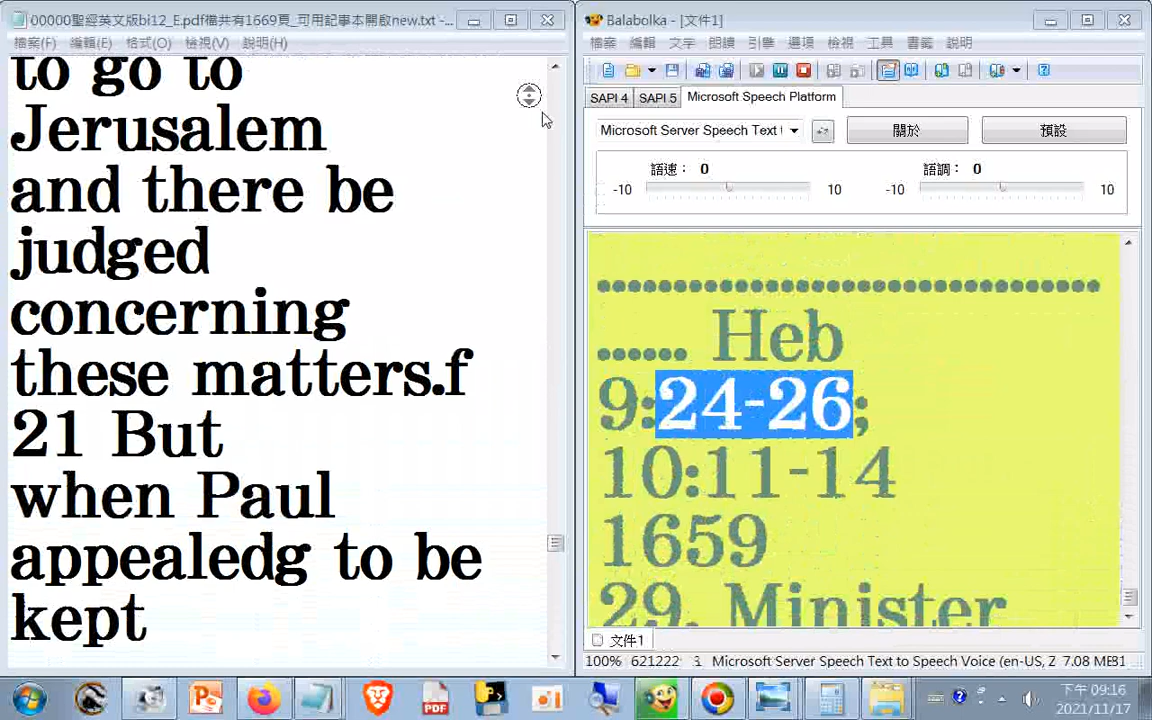 00000聖經英文版bi12_E.pdf檔共有1669頁_可用記事本開啟new.txt -...
檔案(F) 編輯(E) 格式(O) 檢視(V) 說明(H)
to go to
Jerusalem
and there be
judged
concerning
these matters.f
21 But
when Paul
appealedg to be
kept
Balabolka - [文件1]
檔案 編輯 文字 朗讀 引擎 選項 檢視 工具 書籤 說明
SAPI 4 SAPI 5 Microsoft Speech Platform
Microsoft Server Speech Text 關於 預設
語速： 0 語調： 0
-10 10 -10 10
.................................
...... Heb
9:24-26;
10:11-14
1659
29. Minister
文件1
100% 621222 Microsoft Server Speech Text to Speech Voice (en-US, Z 7.08 MB
下午 09:16
2021/11/17